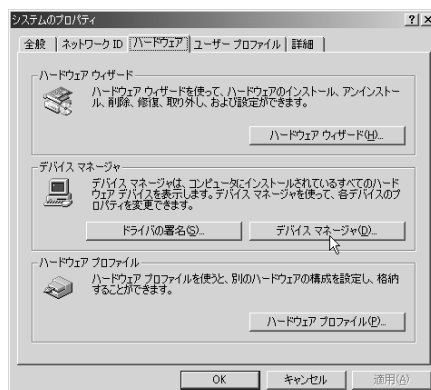 システムのプロパティ
全般 ネットワーク ID ハードウェア ユーザー プロファイル 詳細
ハードウェア ウィザード
ハードウェア ウィザードを使って、ハードウェアのインストール、アンインストー
ル、削除、修復、取り外し、および設定ができます。
ハードウェア ウィザード(H)...
デバイス マネージャ
デバイス マネージャは、コンピュータにインストールされているすべてのハード
ウェア デバイスを表示します。デバイス マネージャを使って、各デバイスのプ
ロパティを変更できます。
ドライバの署名(S)... デバイス マネージャ(D)...
ハードウェア プロファイル
ハードウェア プロファイルを使うと、別のハードウェアの構成を設定し、格納
することができます。
ハードウェア プロファイル(P)...
OK キャンセル 適用(A)